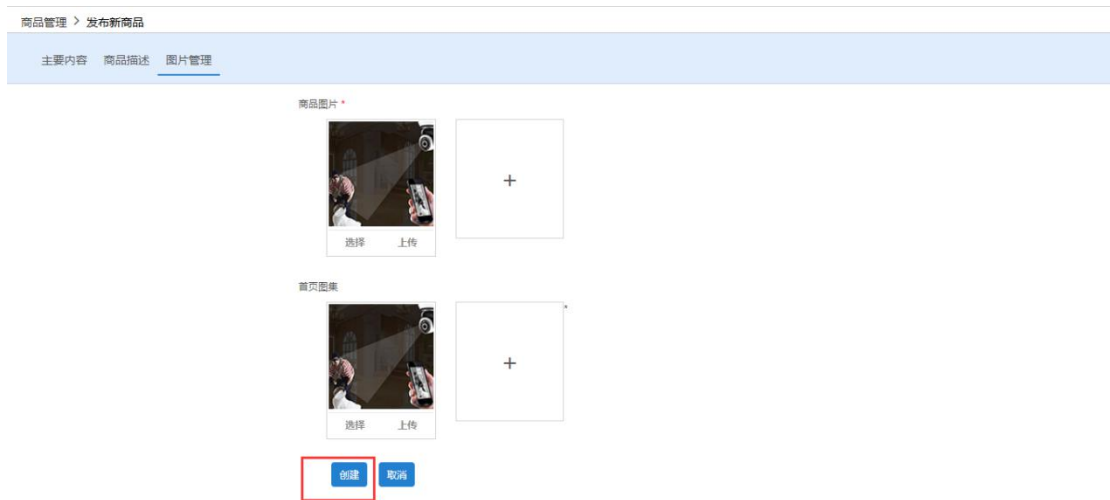 商品管理 > 发布新商品
主要内容 商品描述 图片管理
商品图片 *
+
选择 上传
首页图集
*
+
选择 上传
创建 取消